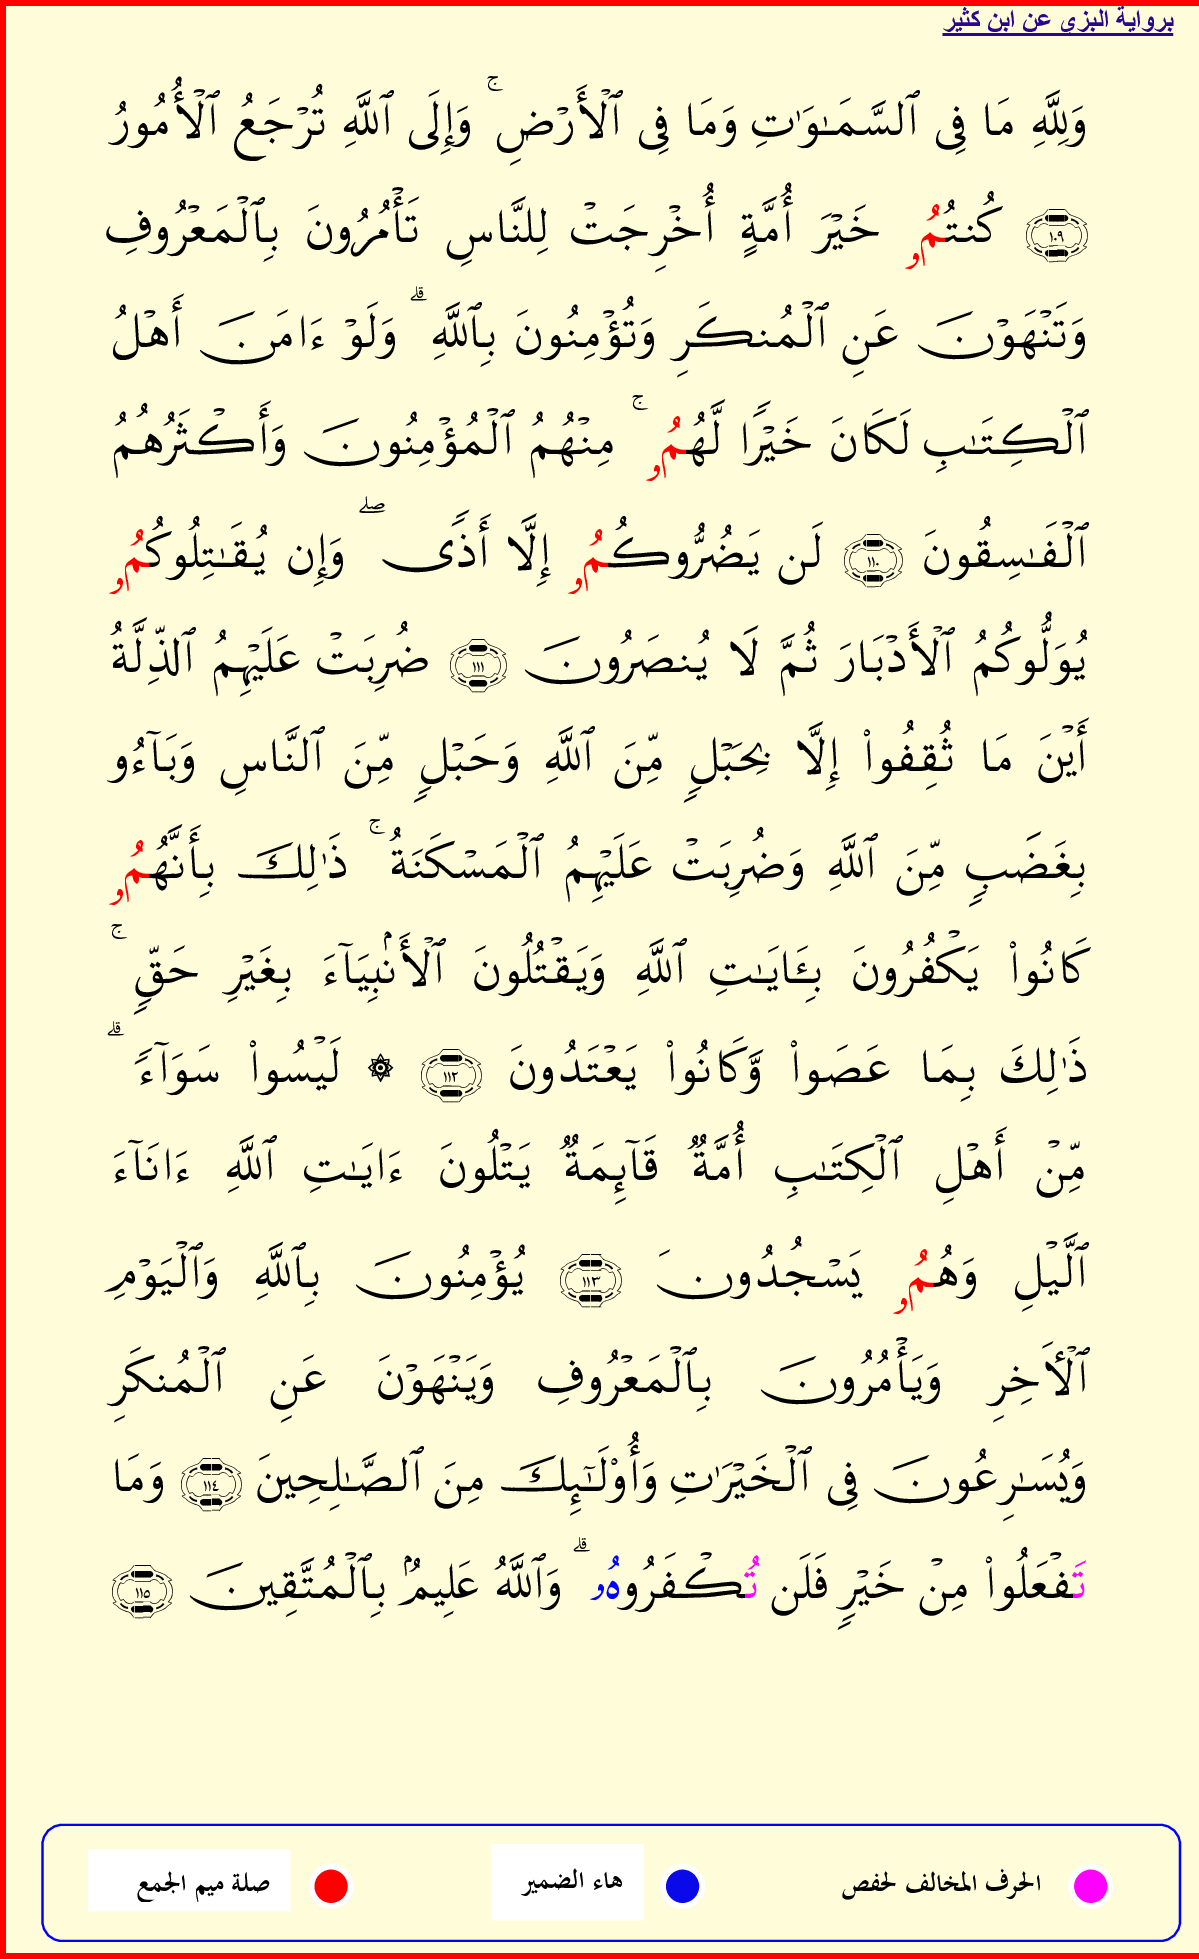 برواية البزي عن ابن كثير
وَلِلَّهِ مَا فِى ٱلسَّمَـٰوَٰتِ وَمَا فِى ٱلْأَرْضِ ۚ وَإِلَى ٱللَّهِ تُرْجَعُ ٱلْأُمُورُ
١٠٩ كُنتُمُۥ خَيْرَ أُمَّةٍ أُخْرِجَتْ لِلنَّاسِ تَأْمُرُونَ بِٱلْمَعْرُوفِ
وَتَنْهَوْنَ عَنِ ٱلْمُنكَرِ وَتُؤْمِنُونَ بِٱللَّهِ ۗ وَلَوْ ءَامَنَ أَهْلُ
ٱلْكِتَـٰبِ لَكَانَ خَيْرًا لَّهُمُۥ ۚ مِنْهُمُ ٱلْمُؤْمِنُونَ وَأَكْثَرُهُمُ
ٱلْفَـٰسِقُونَ ١١٠ لَن يَضُرُّوكُمُۥ إِلَّا أَذًى ۖ وَإِن يُقَـٰتِلُوكُمُۥ
يُوَلُّوكُمُ ٱلْأَدْبَارَ ثُمَّ لَا يُنصَرُونَ ١١١ ضُرِبَتْ عَلَيْهِمُ ٱلذِّلَّةُ
أَيْنَ مَا ثُقِفُوا۟ إِلَّا بِحَبْلٍ مِّنَ ٱللَّهِ وَحَبْلٍ مِّنَ ٱلنَّاسِ وَبَآءُو
بِغَضَبٍ مِّنَ ٱللَّهِ وَضُرِبَتْ عَلَيْهِمُ ٱلْمَسْكَنَةُ ۚ ذَٰلِكَ بِأَنَّهُمُۥ
كَانُوا۟ يَكْفُرُونَ بِـَٔايَـٰتِ ٱللَّهِ وَيَقْتُلُونَ ٱلْأَنۢبِيَآءَ بِغَيْرِ حَقٍّ ۚ
ذَٰلِكَ بِمَا عَصَوا۟ وَّكَانُوا۟ يَعْتَدُونَ ١١٢ ۞ لَيْسُوا۟ سَوَآءً ۗ
مِّنْ أَهْلِ ٱلْكِتَـٰبِ أُمَّةٌ قَآئِمَةٌ يَتْلُونَ ءَايَـٰتِ ٱللَّهِ ءَانَآءَ
ٱلَّيْلِ وَهُمُۥ يَسْجُدُونَ ١١٣ يُؤْمِنُونَ بِٱللَّهِ وَٱلْيَوْمِ
ٱلْـَٔاخِرِ وَيَأْمُرُونَ بِٱلْمَعْرُوفِ وَيَنْهَوْنَ عَنِ ٱلْمُنكَرِ
وَيُسَـٰرِعُونَ فِى ٱلْخَيْرَٰتِ وَأُو۟لَـٰٓئِكَ مِنَ ٱلصَّـٰلِحِينَ ١١٤ وَمَا
تَفْعَلُوا۟ مِنْ خَيْرٍ فَلَن تُكْفَرُوهُۥ ۗ وَٱللَّهُ عَلِيمٌۢ بِٱلْمُتَّقِينَ ١١٥
الحرف المخالف لحفص هاء الضمير صلة ميم الجمع